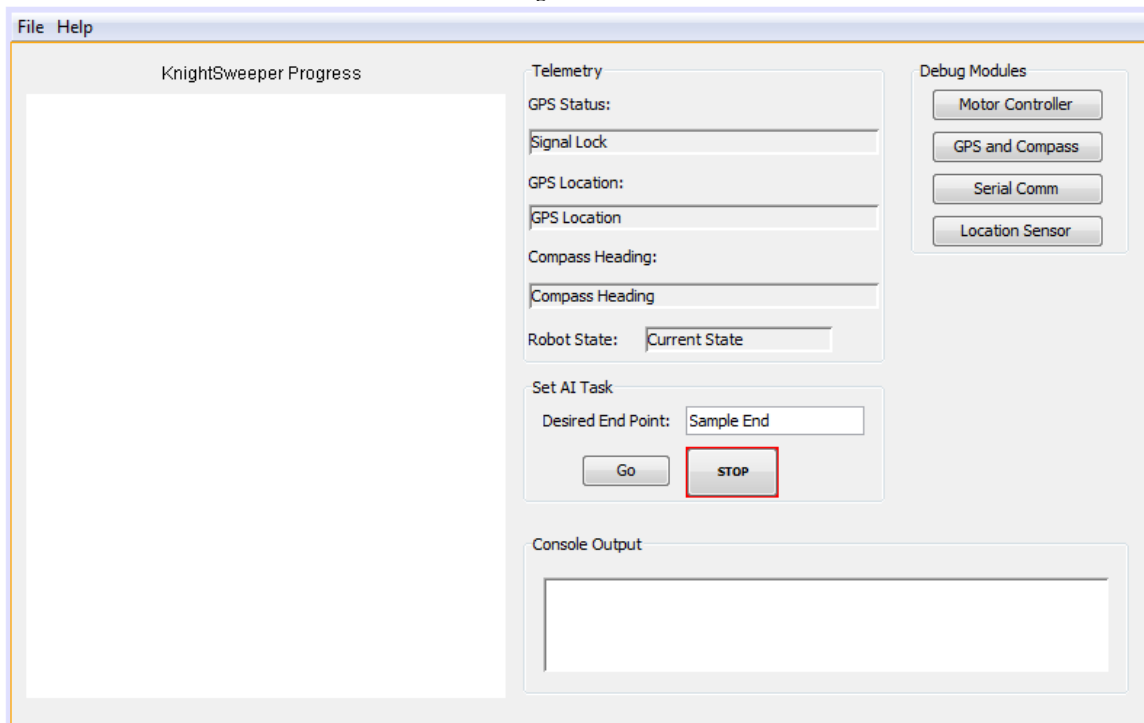 File Help
KnightSweeper Progress
Telemetry
GPS Status:
Signal Lock
GPS Location:
GPS Location
Compass Heading:
Compass Heading
Robot State: Current State
Set AI Task
Desired End Point: Sample End
Go STOP
Console Output
Debug Modules
Motor Controller
GPS and Compass
Serial Comm
Location Sensor